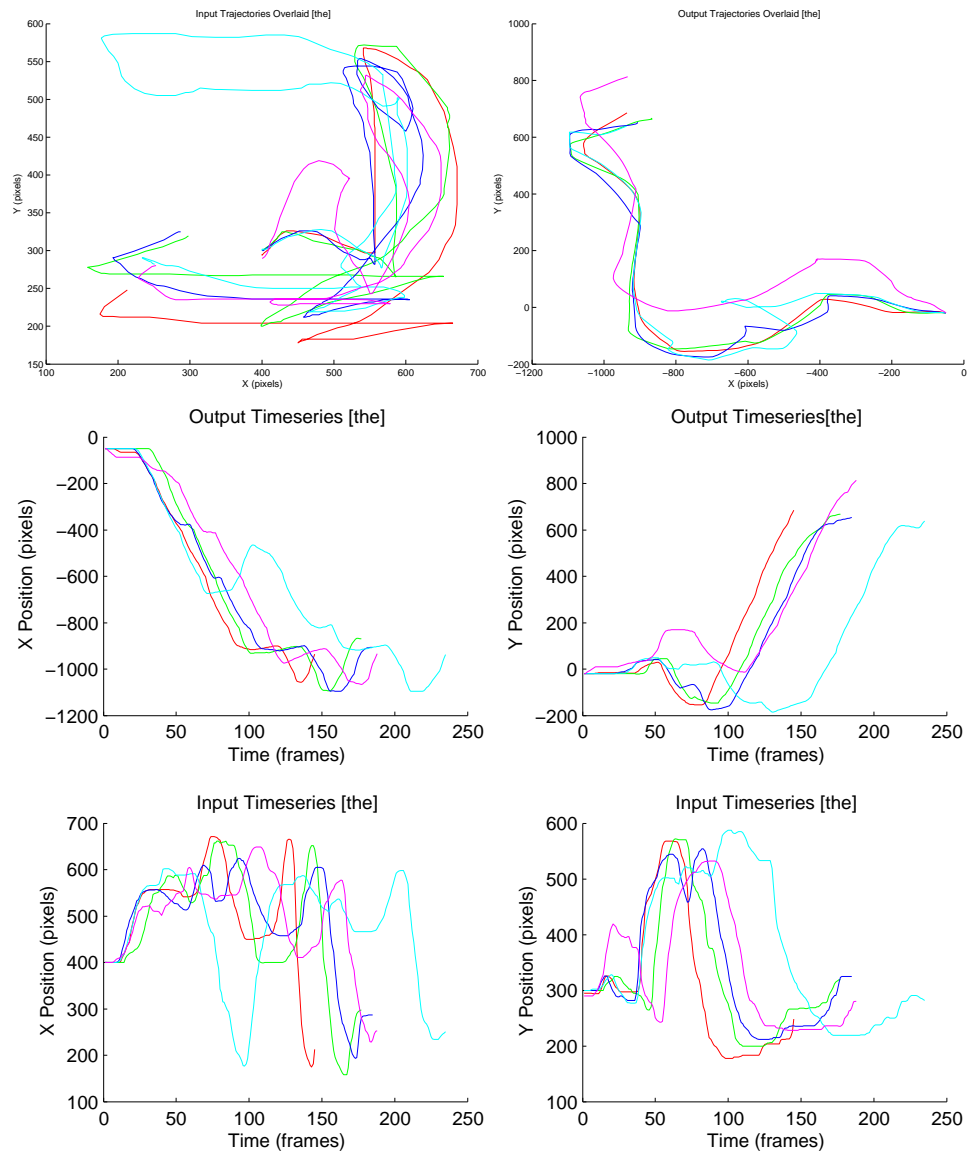 Input Trajectories Overlaid [the]
600
550
500
450
400
350
300
250
200
150
Y (pixels)
100 200 300 400 500 600 700
X (pixels)
Output Trajectories Overlaid [the]
1000
800
600
400
200
0
−200
Y (pixels)
−1200 −1000 −800 −600 −400 −200 0
X (pixels)
Output Timeseries [the]
0
−200
−400
−600
−800
−1000
−1200
X Position (pixels)
0 50 100 150 200 250
Time (frames)
Output Timeseries[the]
1000
800
600
400
200
0
−200
Y Position (pixels)
0 50 100 150 200 250
Time (frames)
Input Timeseries [the]
700
600
500
400
300
200
100
X Position (pixels)
0 50 100 150 200 250
Time (frames)
Input Timeseries [the]
600
500
400
300
200
100
Y Position (pixels)
0 50 100 150 200 250
Time (frames)